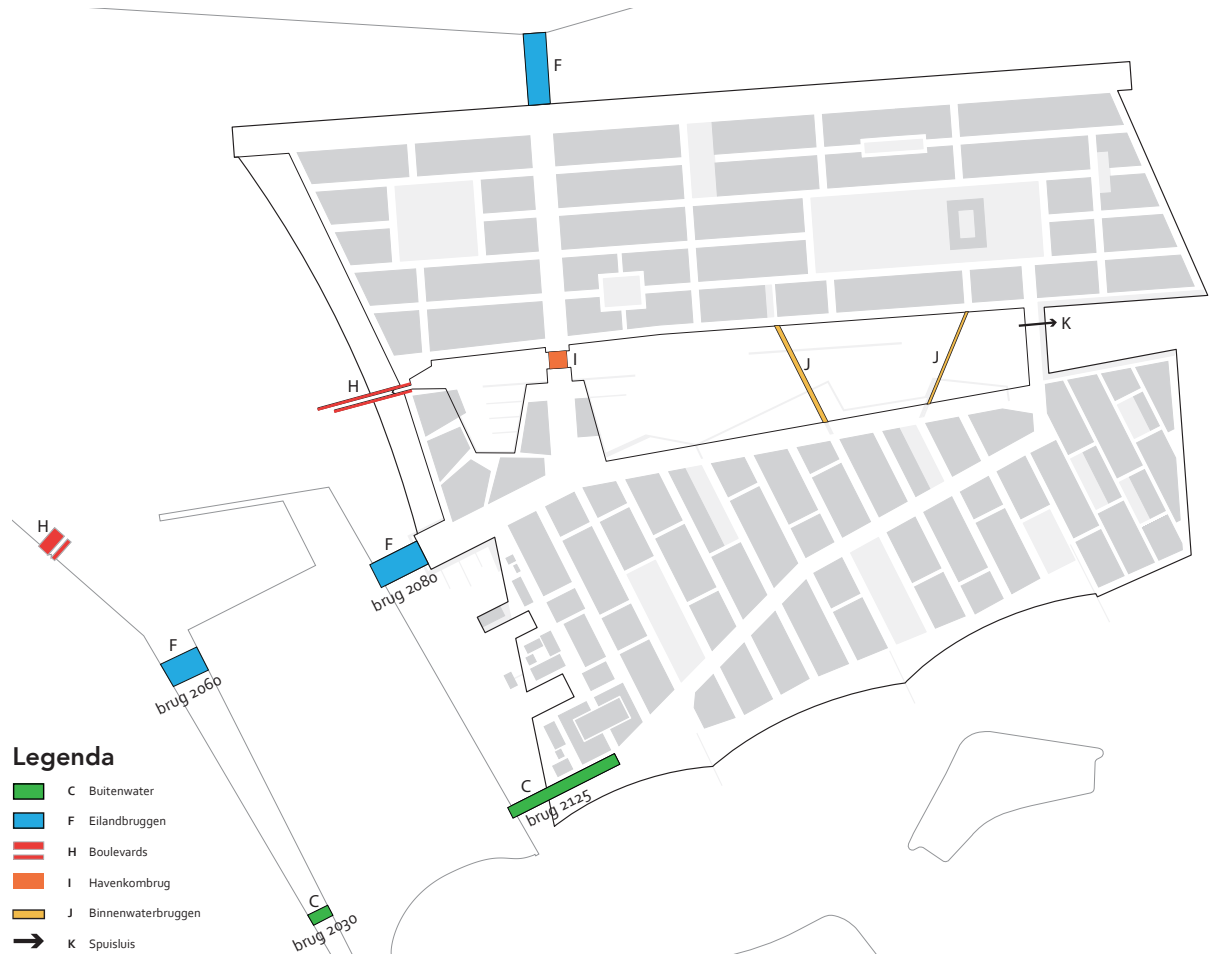 F
K
I
J
J
H
H
F
brug 2080
F
brug 2060
C
brug 2125
C
brug 2030
Legenda
C Buitenwater
F Eilandbruggen
H Boulevards
I Havenkombrug
J Binnenwaterbruggen
K Spuisluis